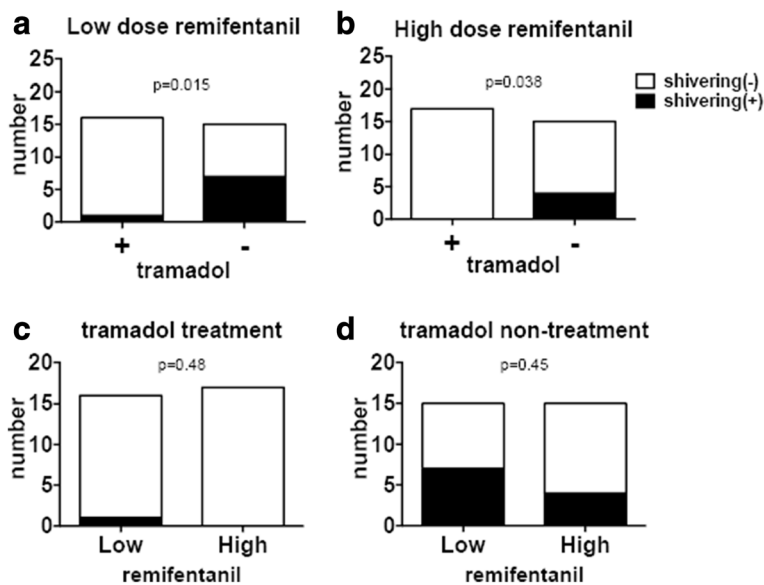 a Low dose remifentanil
p=0.015
number
25
20
15
10
5
0
+ -
tramadol
b High dose remifentanil
p=0.038
number
25
20
15
10
5
0
+ -
tramadol
shivering(-)
shivering(+)
c tramadol treatment
p=0.48
number
20
15
10
5
0
Low High
remifentanil
d tramadol non-treatment
p=0.45
number
20
15
10
5
0
Low High
remifentanil